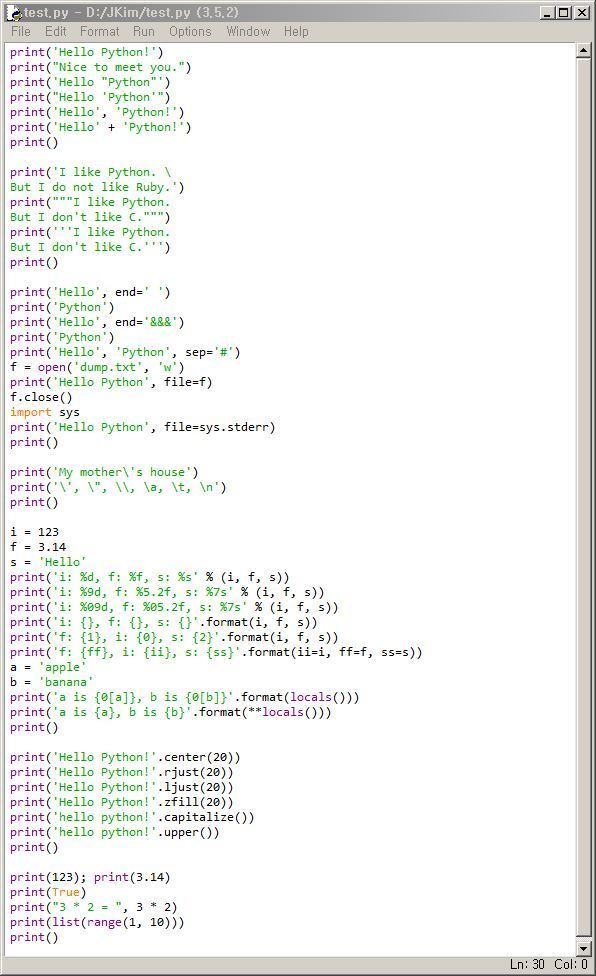 test.py - D:/JKim/test.py (3.5.2)
File Edit Format Run Options Window Help
print('Hello Python!')
print("Nice to meet you.")
print('Hello "Python"')
print("Hello 'Python'")
print('Hello', 'Python!')
print('Hello' + 'Python!')
print()

print('I like Python. \
But I do not like Ruby.')
print("""I like Python.
But I don't like C.""")
print('''I like Python.
But I don't like C.''')
print()

print('Hello', end=' ')
print('Python')
print('Hello', end='&&&')
print('Python')
print('Hello', 'Python', sep='#')
f = open('dump.txt', 'w')
print('Hello Python', file=f)
f.close()
import sys
print('Hello Python', file=sys.stderr)
print()

print('My mother\'s house')
print('\', \", \\, \a, \t, \n')
print()

i = 123
f = 3.14
s = 'Hello'
print('i: %d, f: %f, s: %s' % (i, f, s))
print('i: %9d, f: %5.2f, s: %7s' % (i, f, s))
print('i: %09d, f: %05.2f, s: %7s' % (i, f, s))
print('i: {}, f: {}, s: {}'.format(i, f, s))
print('f: {1}, i: {0}, s: {2}'.format(i, f, s))
print('f: {ff}, i: {ii}, s: {ss}'.format(ii=i, ff=f, ss=s))
a = 'apple'
b = 'banana'
print('a is {0[a]}, b is {0[b]}'.format(locals()))
print('a is {a}, b is {b}'.format(**locals()))
print()

print('Hello Python!'.center(20))
print('Hello Python!'.rjust(20))
print('Hello Python!'.ljust(20))
print('Hello Python!'.zfill(20))
print('hello python!'.capitalize())
print('hello python!'.upper())
print()

print(123); print(3.14)
print(True)
print("3 * 2 = ", 3 * 2)
print(list(range(1, 10)))
print()
Ln: 30 Col: 0